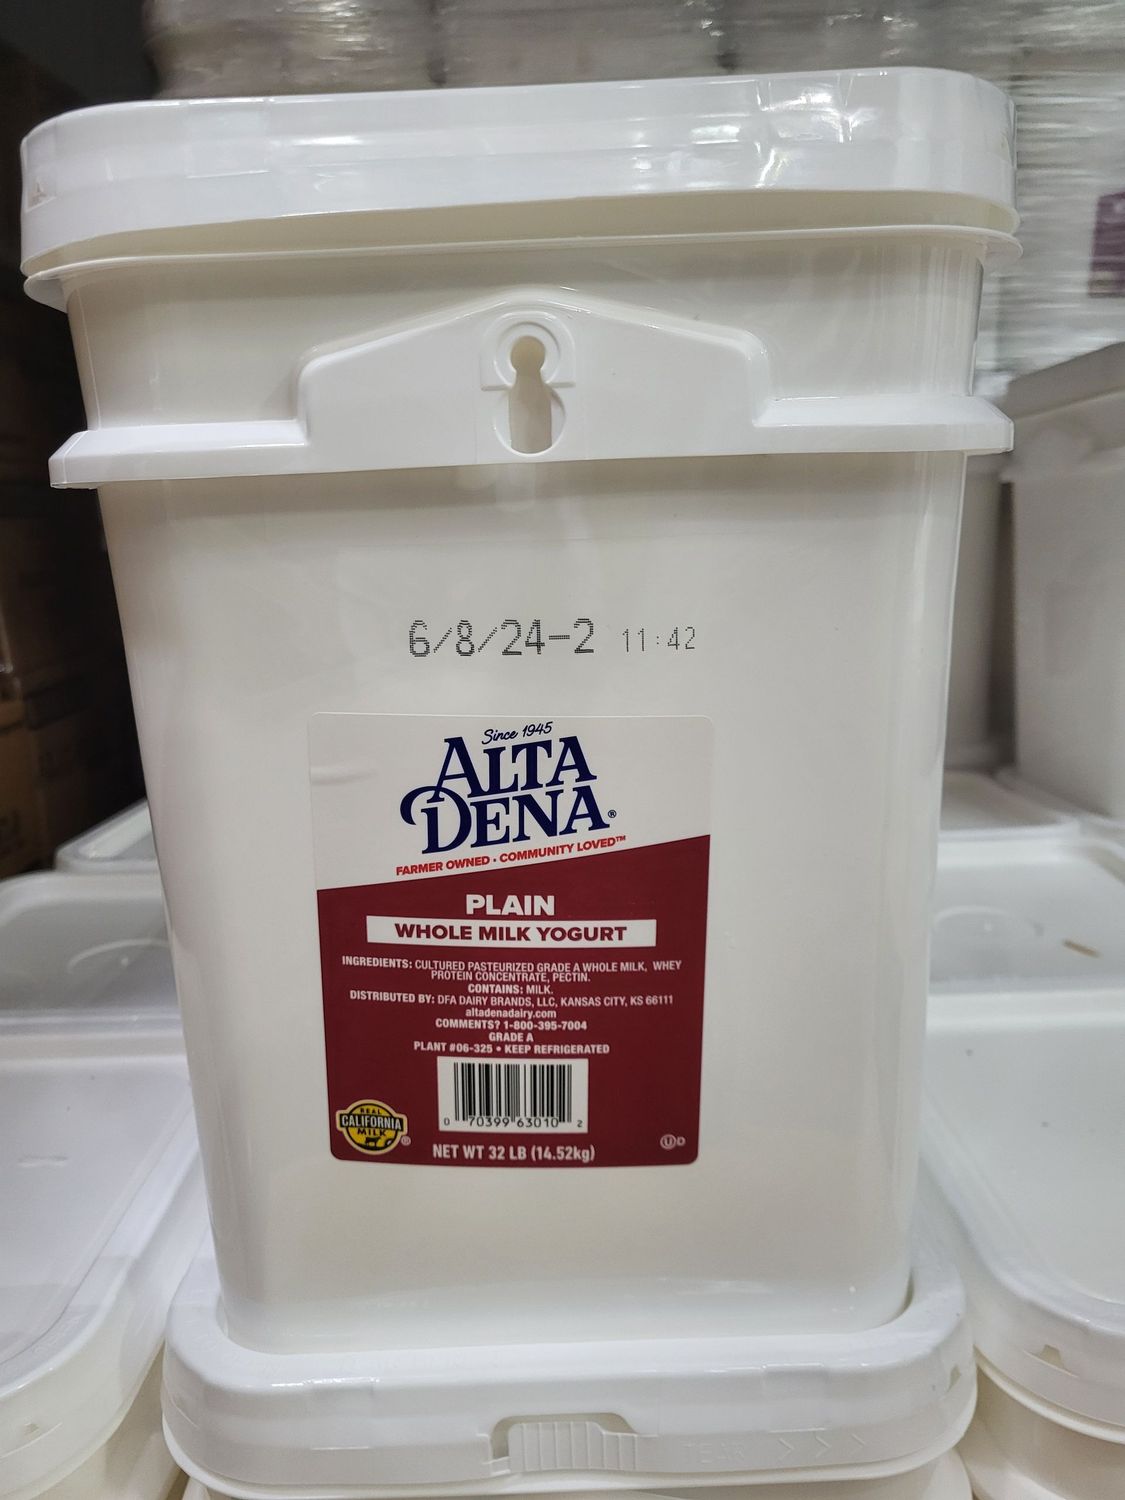 6/8/24-2 11:42
Since 1945
ALTA
DENA®
FARMER OWNED • COMMUNITY LOVED™
PLAIN
WHOLE MILK YOGURT
INGREDIENTS: CULTURED PASTEURIZED GRADE A WHOLE MILK, WHEY
PROTEIN CONCENTRATE, PECTIN.
CONTAINS: MILK.
DISTRIBUTED BY: DFA DAIRY BRANDS, LLC, KANSAS CITY, KS 66111
altadenadairy.com
COMMENTS? 1-800-395-7004
GRADE A
PLANT #06-325 • KEEP REFRIGERATED
0 70399 63010 2
REAL
CALIFORNIA
MILK
®
NET WT 32 LB (14.52kg)
U D
TEAR > > >